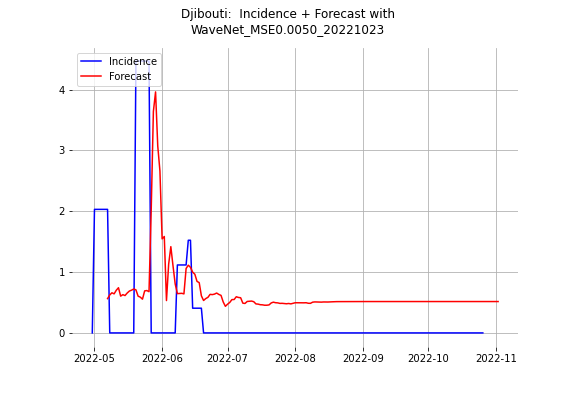 Djibouti:  Incidence + Forecast with
WaveNet_MSE0.0050_20221023
Incidence
Forecast
4
3
2
1
0
2022-05 2022-06 2022-07 2022-08 2022-09 2022-10 2022-11